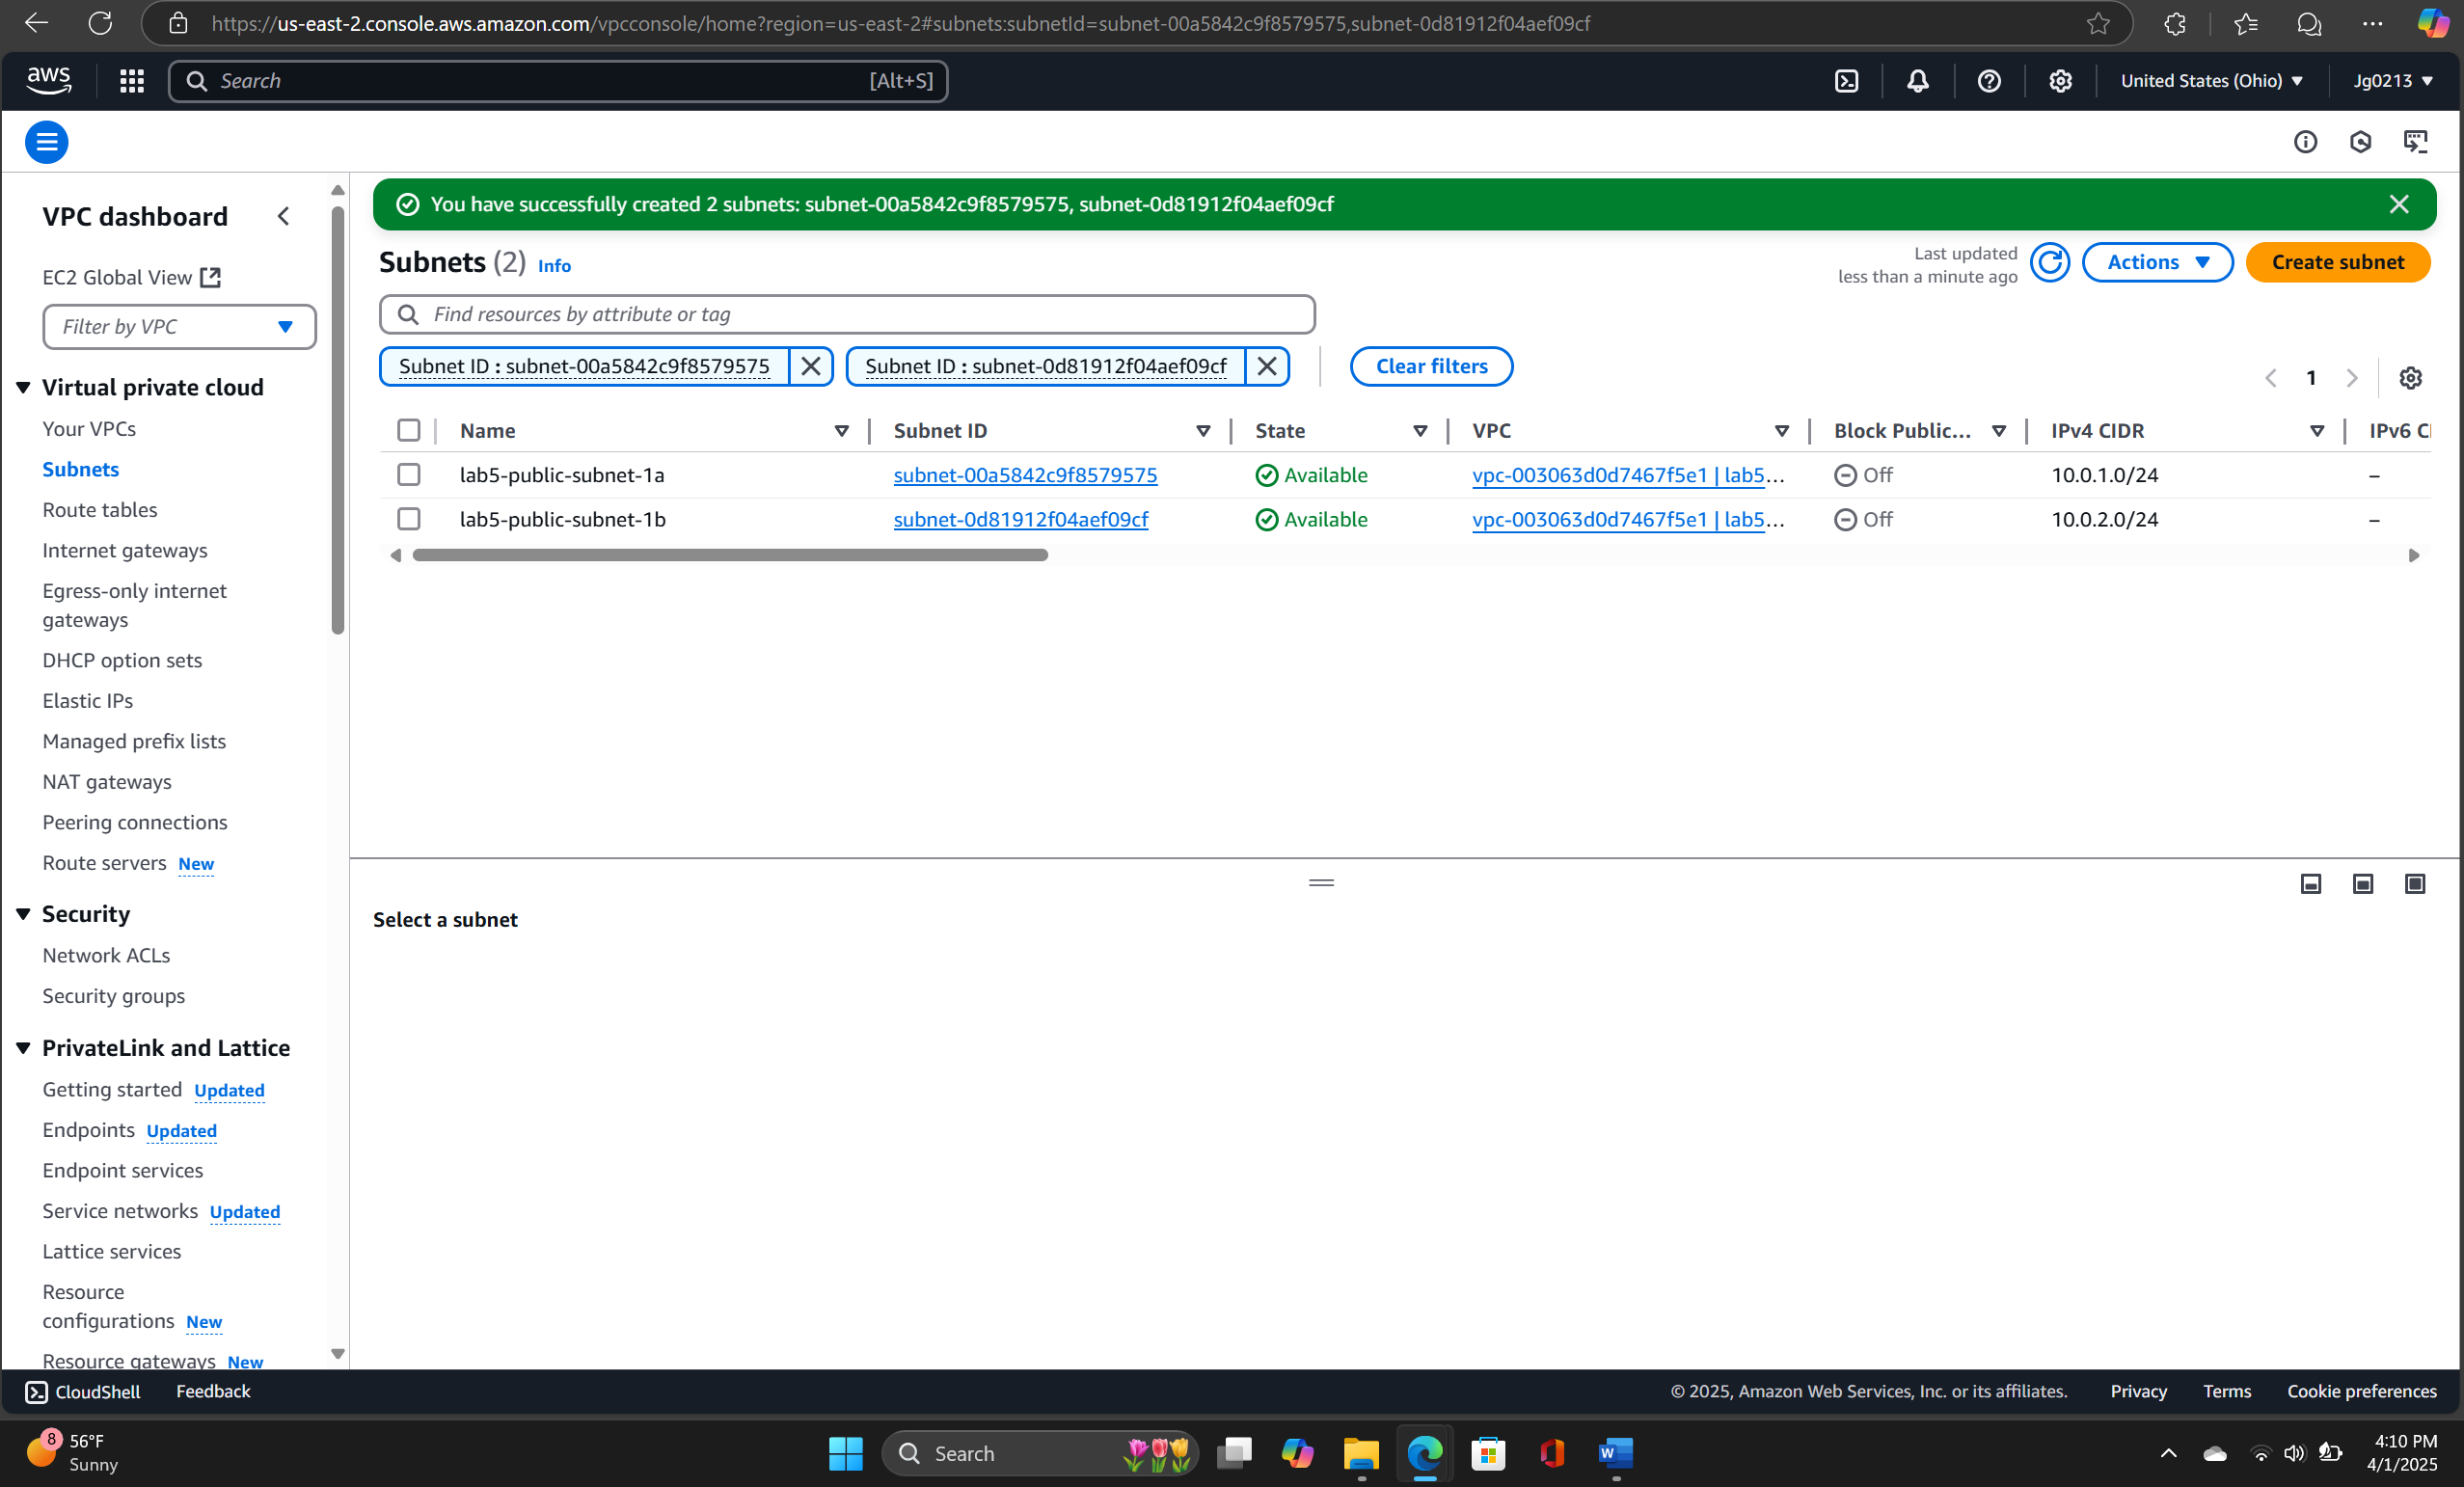 https://us-east-2.console.aws.amazon.com/vpcconsole/home?region=us-east-2#subnets:subnetId=subnet-00a5842c9f8579575,subnet-0d81912f04aef09cf
aws
Search [Alt+S]
United States (Ohio)
Jg0213
VPC dashboard
EC2 Global View
Filter by VPC
Virtual private cloud
Your VPCs
Subnets
Route tables
Internet gateways
Egress-only internet
gateways
DHCP option sets
Elastic IPs
Managed prefix lists
NAT gateways
Peering connections
Route servers New
Security
Network ACLs
Security groups
PrivateLink and Lattice
Getting started Updated
Endpoints Updated
Endpoint services
Service networks Updated
Lattice services
Resource
configurations New
Resource gateways New
You have successfully created 2 subnets: subnet-00a5842c9f8579575, subnet-0d81912f04aef09cf
Subnets (2) Info
Last updated
less than a minute ago
Actions
Create subnet
Find resources by attribute or tag
Subnet ID : subnet-00a5842c9f8579575
Subnet ID : subnet-0d81912f04aef09cf
Clear filters
1
Name Subnet ID State VPC Block Public... IPv4 CIDR IPv6 CI
lab5-public-subnet-1a subnet-00a5842c9f8579575 Available vpc-003063d0d7467f5e1 | lab5... Off 10.0.1.0/24 –
lab5-public-subnet-1b subnet-0d81912f04aef09cf Available vpc-003063d0d7467f5e1 | lab5... Off 10.0.2.0/24 –
Select a subnet
CloudShell Feedback
© 2025, Amazon Web Services, Inc. or its affiliates. Privacy Terms Cookie preferences
8
56°F
Sunny
Search
W
4:10 PM
4/1/2025